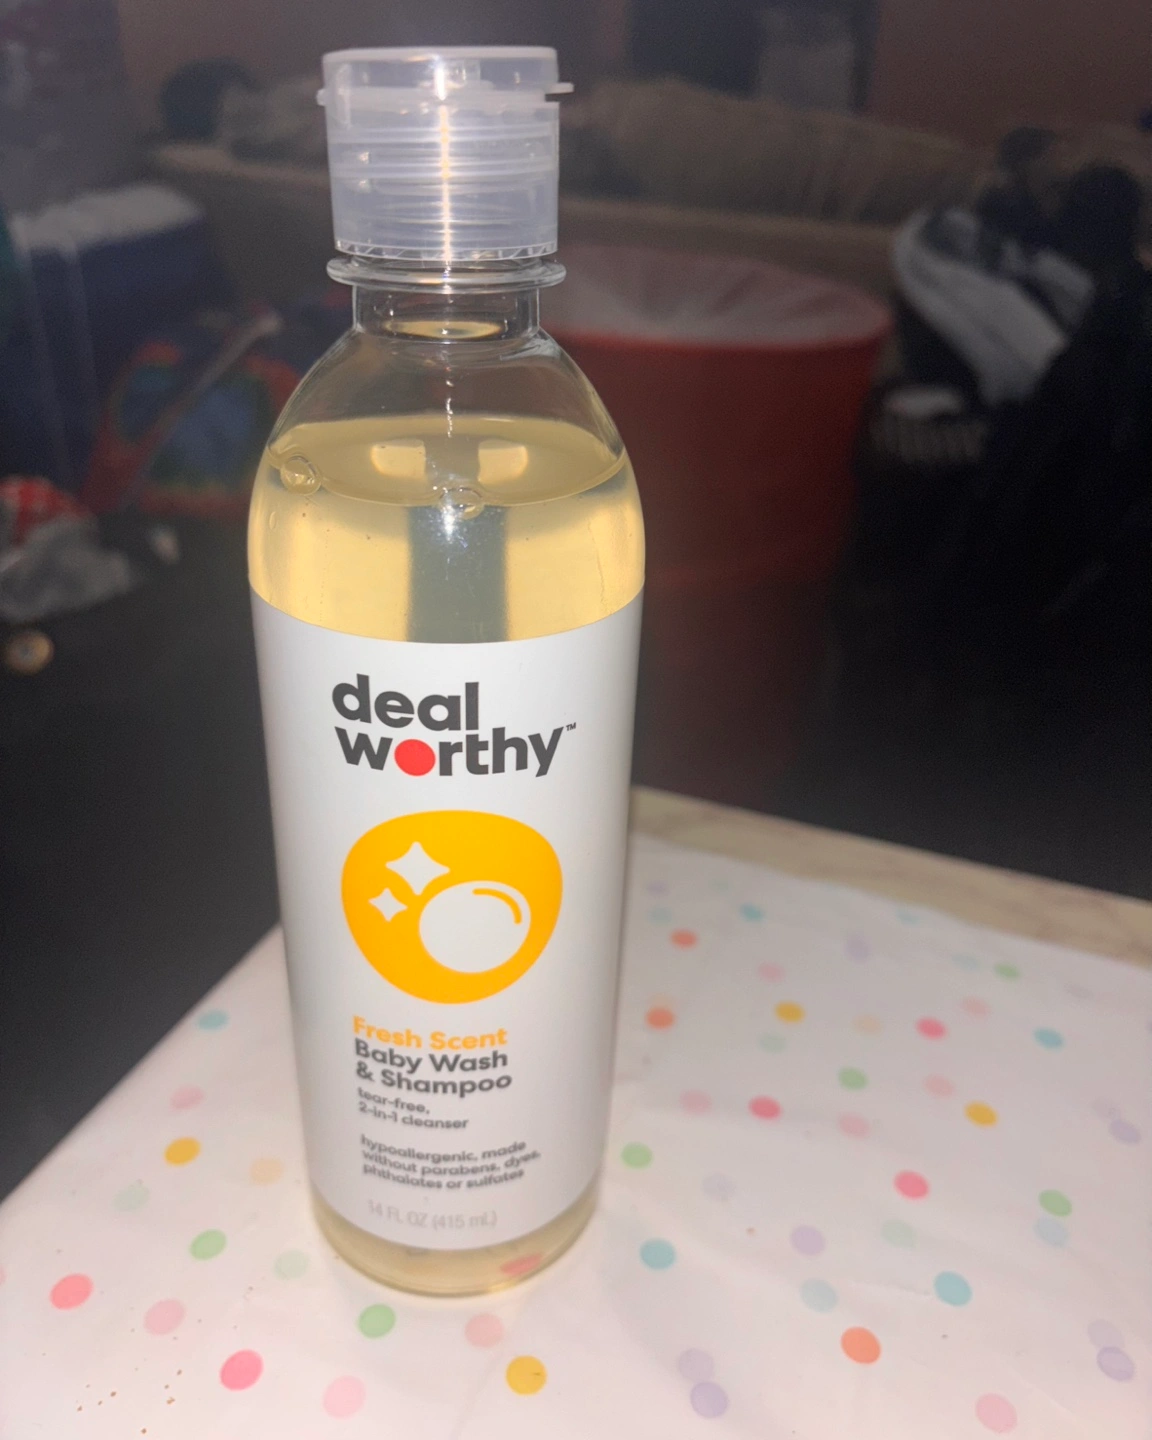 deal
worthy™
Fresh Scent
Baby Wash
& Shampoo
tear-free,
2-in-1 cleanser
hypoallergenic, made
without parabens, dyes,
phthalates or sulfates
14 FL OZ (415 mL)